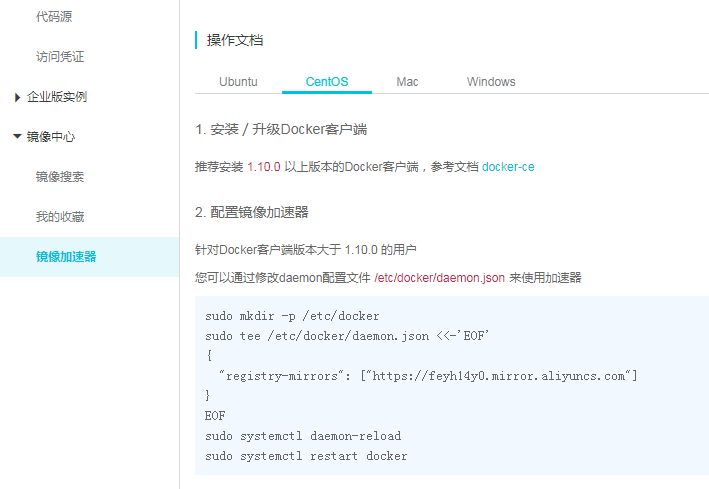 代码源
访问凭证
企业版实例
镜像中心
镜像搜索
我的收藏
镜像加速器
操作文档
Ubuntu CentOS Mac Windows
1. 安装 / 升级Docker客户端
推荐安装 1.10.0 以上版本的Docker客户端，参考文档 docker-ce
2. 配置镜像加速器
针对Docker客户端版本大于 1.10.0 的用户
您可以通过修改daemon配置文件 /etc/docker/daemon.json 来使用加速器
sudo mkdir -p /etc/docker
sudo tee /etc/docker/daemon.json <<-'EOF'
{
  "registry-mirrors": ["https://feyh14y0.mirror.aliyuncs.com"]
}
EOF
sudo systemctl daemon-reload
sudo systemctl restart docker